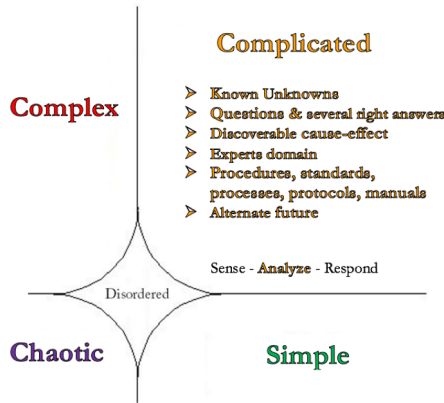 Complicated
Complex
Known Unknowns
Questions & several right answers
Discoverable cause-effect
Experts domain
Procedures, standards,
processes, protocols, manuals
Alternate future
Sense - Analyze - Respond
Disordered
Chaotic
Simple